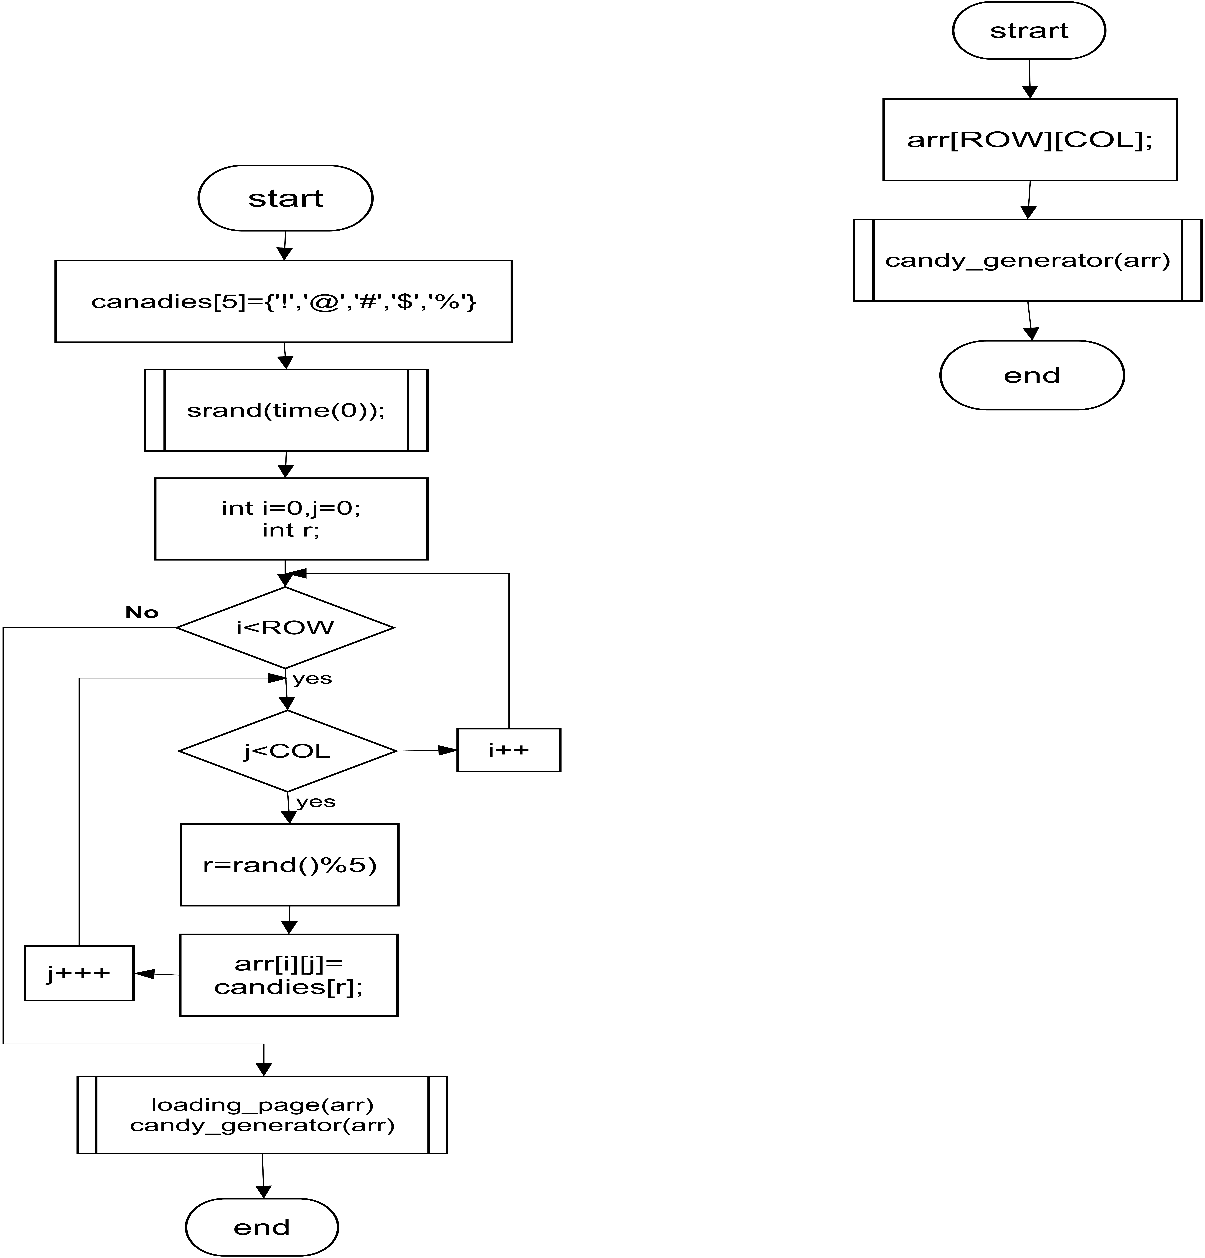 start
canadies[5]={'!','@','#','$','%'}
srand(time(0));
int i=0,j=0;
int r;
No
i<ROW
yes
j<COL
i++
yes
r=rand()%5)
arr[i][j]=
candies[r];
j+++
loading_page(arr)
candy_generator(arr)
end
strart
arr[ROW][COL];
candy_generator(arr)
end